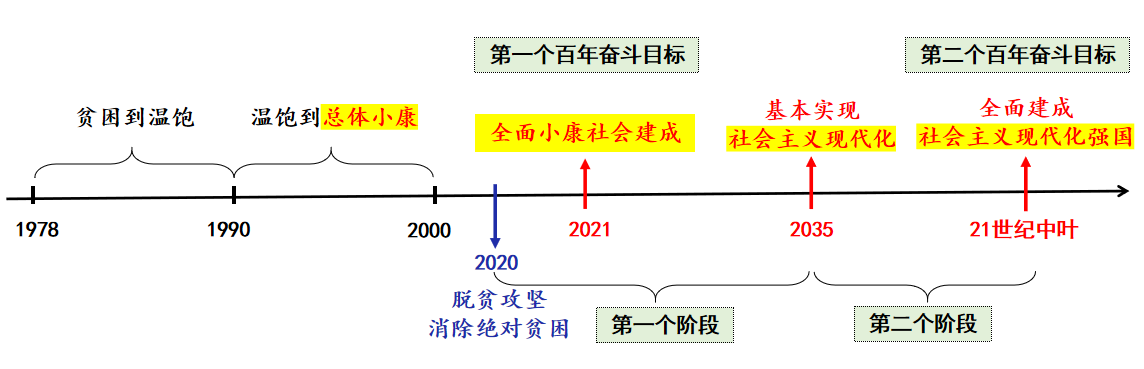 第一个百年奋斗目标
第二个百年奋斗目标
贫困到温饱
温饱到总体小康
全面小康社会建成
基本实现
社会主义现代化
全面建成
社会主义现代化强国
1978
1990
2000
2021
2035
21世纪中叶
2020
脱贫攻坚
消除绝对贫困
第一个阶段
第二个阶段